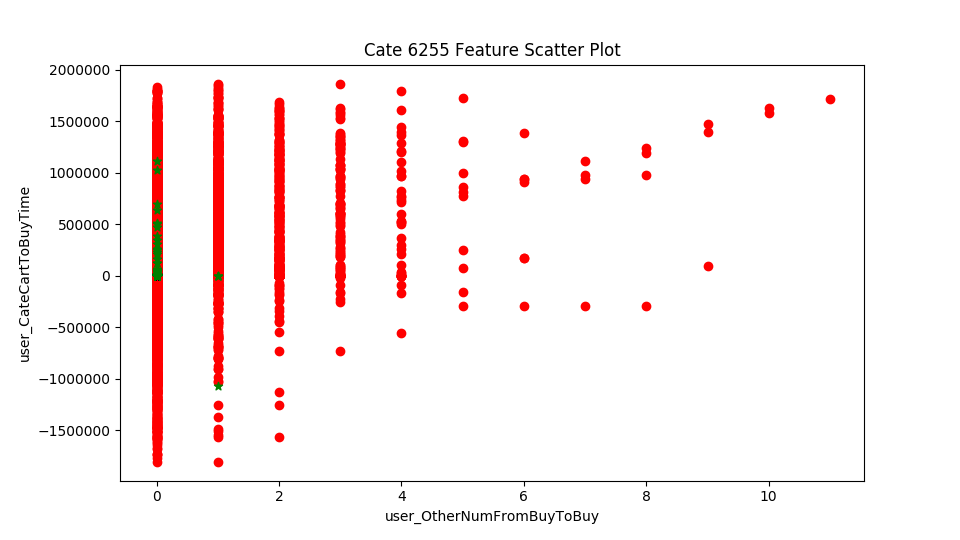 Cate 6255 Feature Scatter Plot
2000000
1500000
1000000
500000
0
−500000
−1000000
−1500000
user_CateCartToBuyTime
0 2 4 6 8 10
user_OtherNumFromBuyToBuy